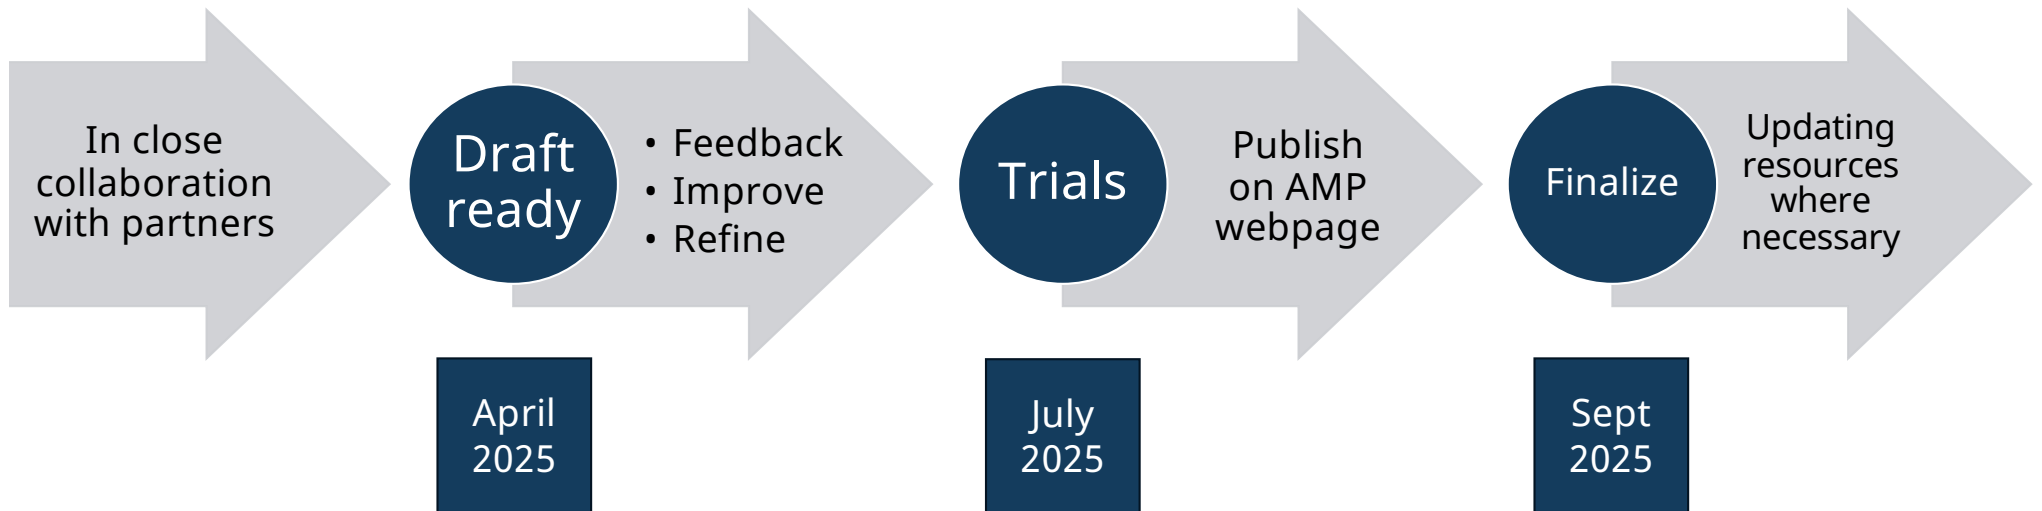 In close
collaboration
with partners
Draft
ready
• Feedback
• Improve
• Refine
Trials
Publish
on AMP
webpage
Finalize
Updating
resources
where
necessary
April
2025
July
2025
Sept
2025